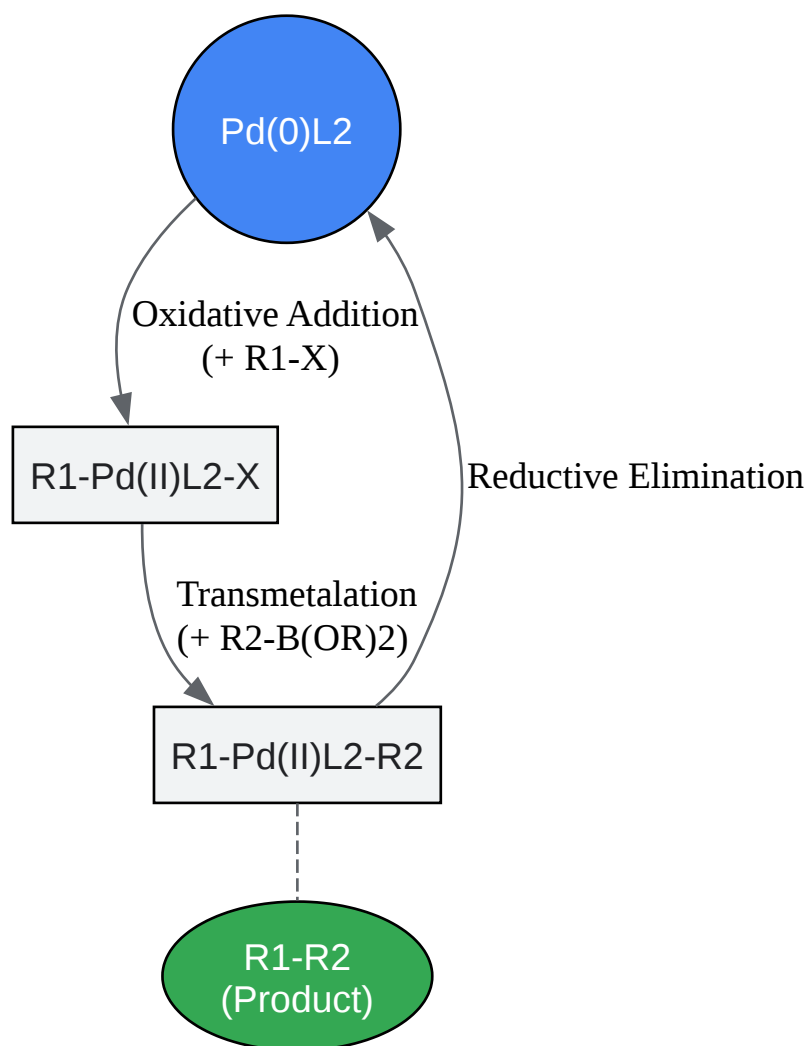 Pd(0)L2
Oxidative Addition
(+ R1-X)
R1-Pd(II)L2-X
Reductive Elimination
Transmetalation
(+ R2-B(OR)2)
R1-Pd(II)L2-R2
R1-R2
(Product)